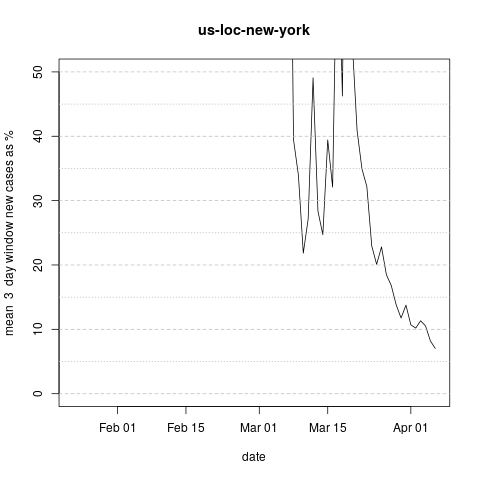 us-loc-new-york
mean 3 day window new cases as %
50
40
30
20
10
0
Feb 01
Feb 15
Mar 01
Mar 15
Apr 01
date